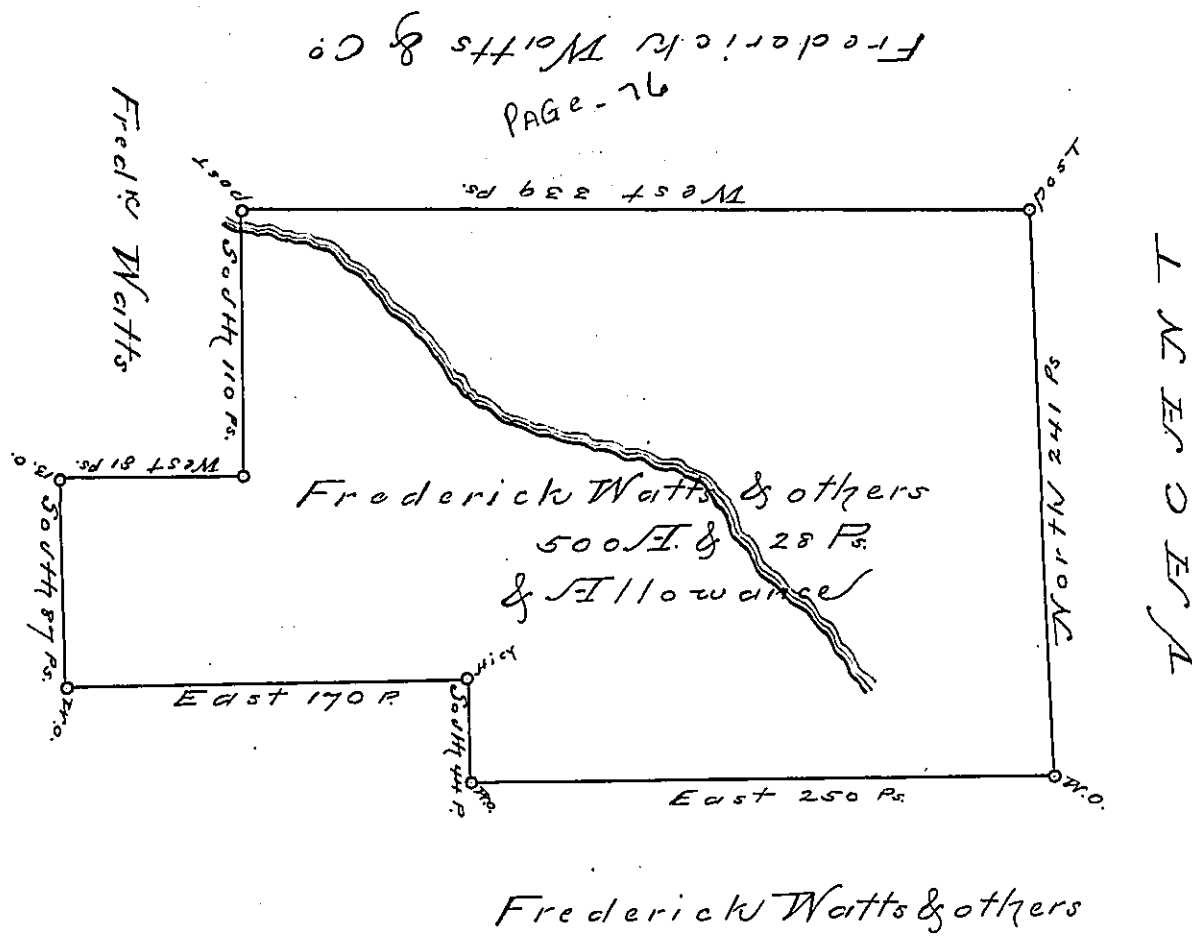 Frederick Watts & Co
PAGE - 76
Fred'k Watts
post
West 339 Ps.
post
South 110 Ps.
VACANT
North 241 Ps
B.O.
West 81 Ps.
Frederick Watts & others
500 A. & 28 Ps.
& Allowance
South 87 Ps.
Hicy
East 170 P.
South 44 P.
W.O.
W.O.
East 250 Ps.
W.O.
Frederick Watts & others